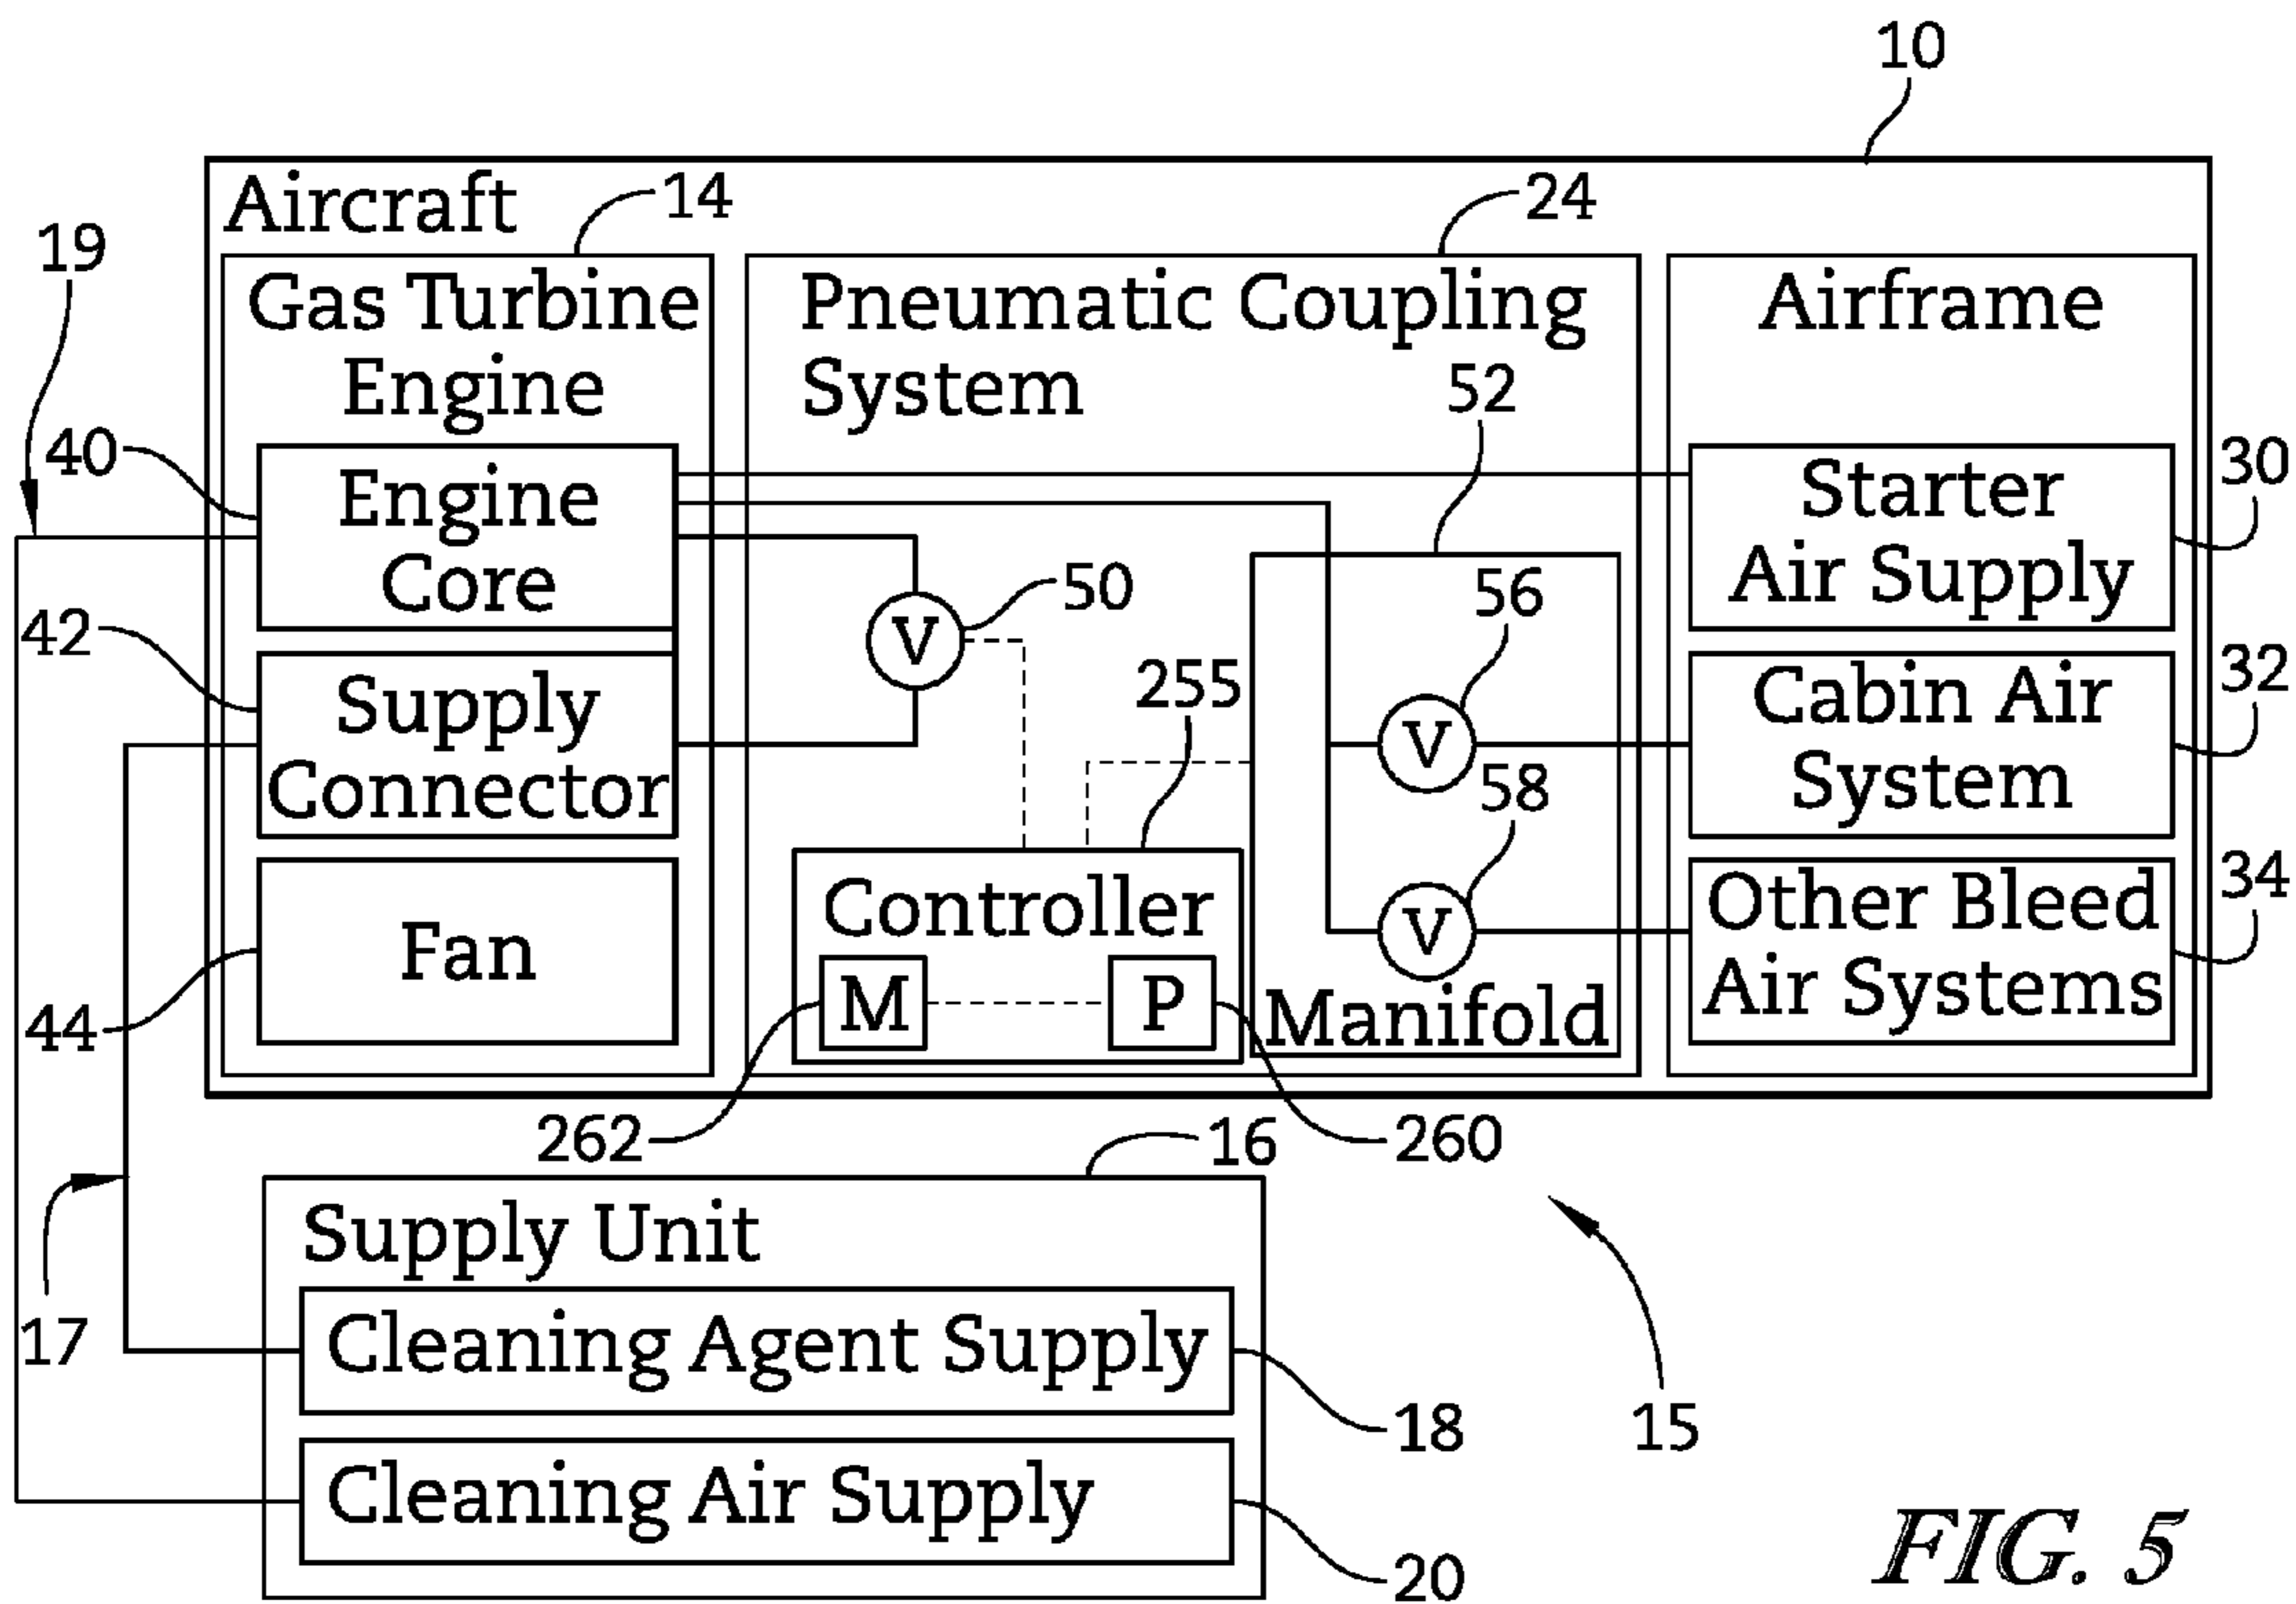 10
Aircraft
14
24
19
Gas Turbine
Engine
Pneumatic Coupling
System
Airframe
52
40
Engine
Core
Starter
Air Supply
30
50
56
V
42
Supply
Connector
255
V
Cabin Air
System
32
58
44
Fan
Controller
M
P
V
Manifold
Other Bleed
Air Systems
34
262
260
16
Supply Unit
17
Cleaning Agent Supply
18
15
Cleaning Air Supply
20
FIG. 5